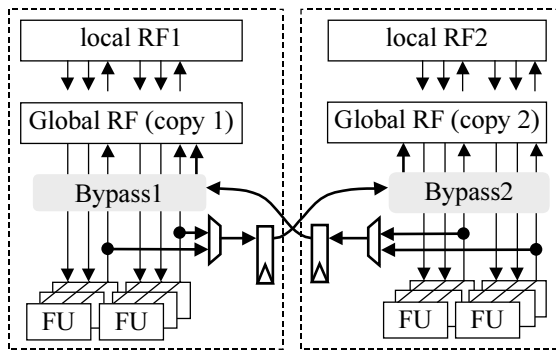 local RF1
local RF2
Global RF (copy 1)
Global RF (copy 2)
Bypass1
Bypass2
FU
FU
FU
FU